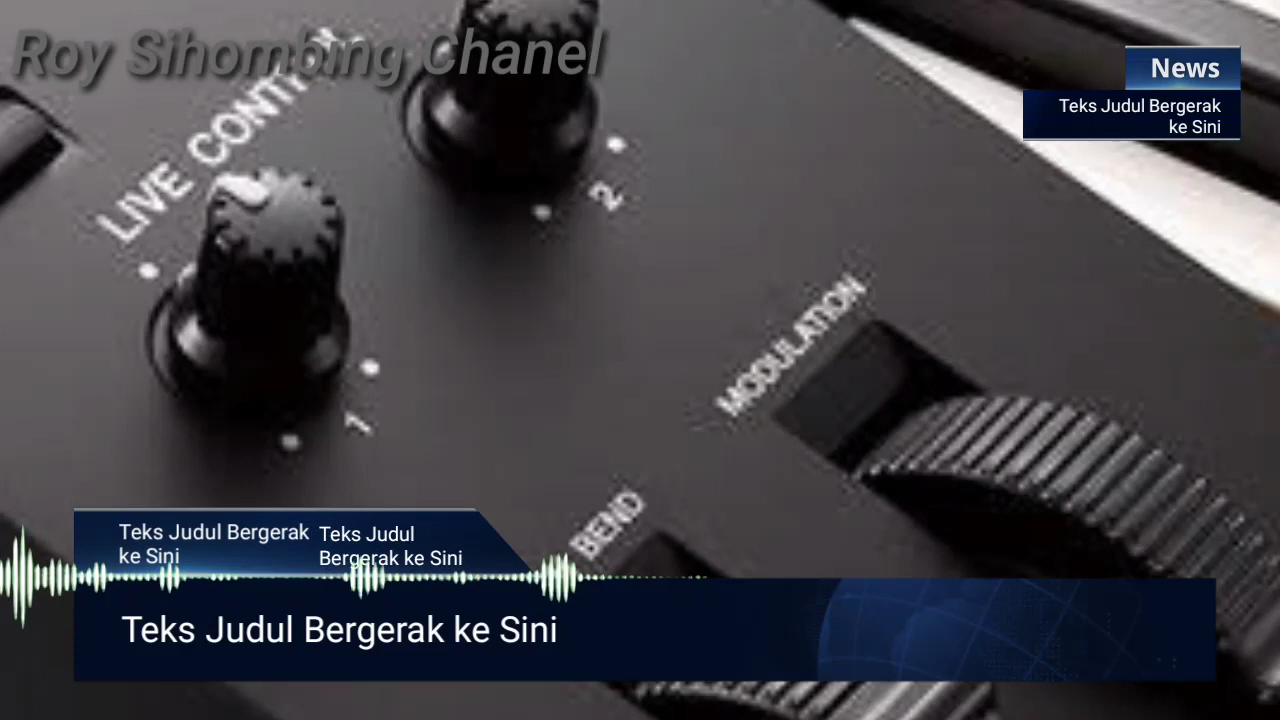 Roy Sihombing Chanel
News
Teks Judul Bergerak
ke Sini
LIVE CONTROL
2
1
MODULATION
BEND
Teks Judul Bergerak
ke Sini
Teks Judul
Bergerak ke Sini
Teks Judul Bergerak ke Sini